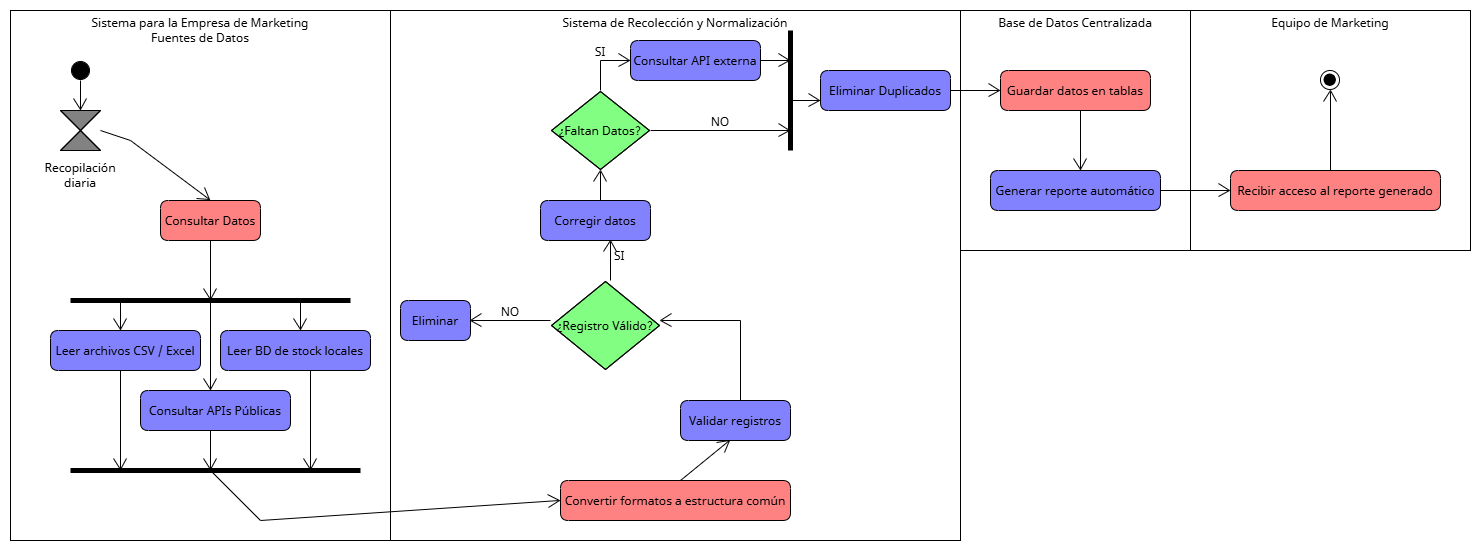 Sistema para la Empresa de Marketing
Fuentes de Datos
Recopilación
diaria
Consultar Datos
Leer archivos CSV / Excel
Leer BD de stock locales
Consultar APIs Públicas
Sistema de Recolección y Normalización
SI
Consultar API externa
¿Faltan Datos?
NO
Eliminar Duplicados
Corregir datos
SI
Eliminar
NO
¿Registro Válido?
Validar registros
Convertir formatos a estructura común
Base de Datos Centralizada
Guardar datos en tablas
Generar reporte automático
Equipo de Marketing
Recibir acceso al reporte generado